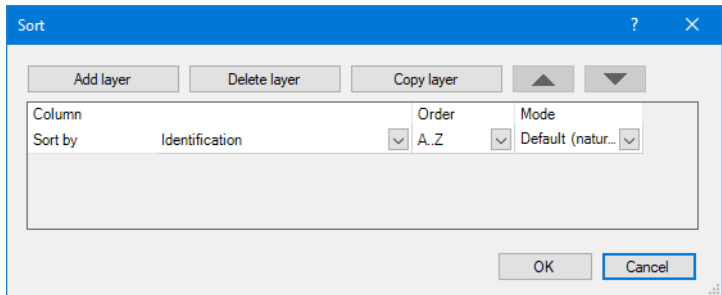 Sort ?
Add layer Delete layer Copy layer
Column Order Mode
Sort by Identification A..Z Default (natur...
OK Cancel